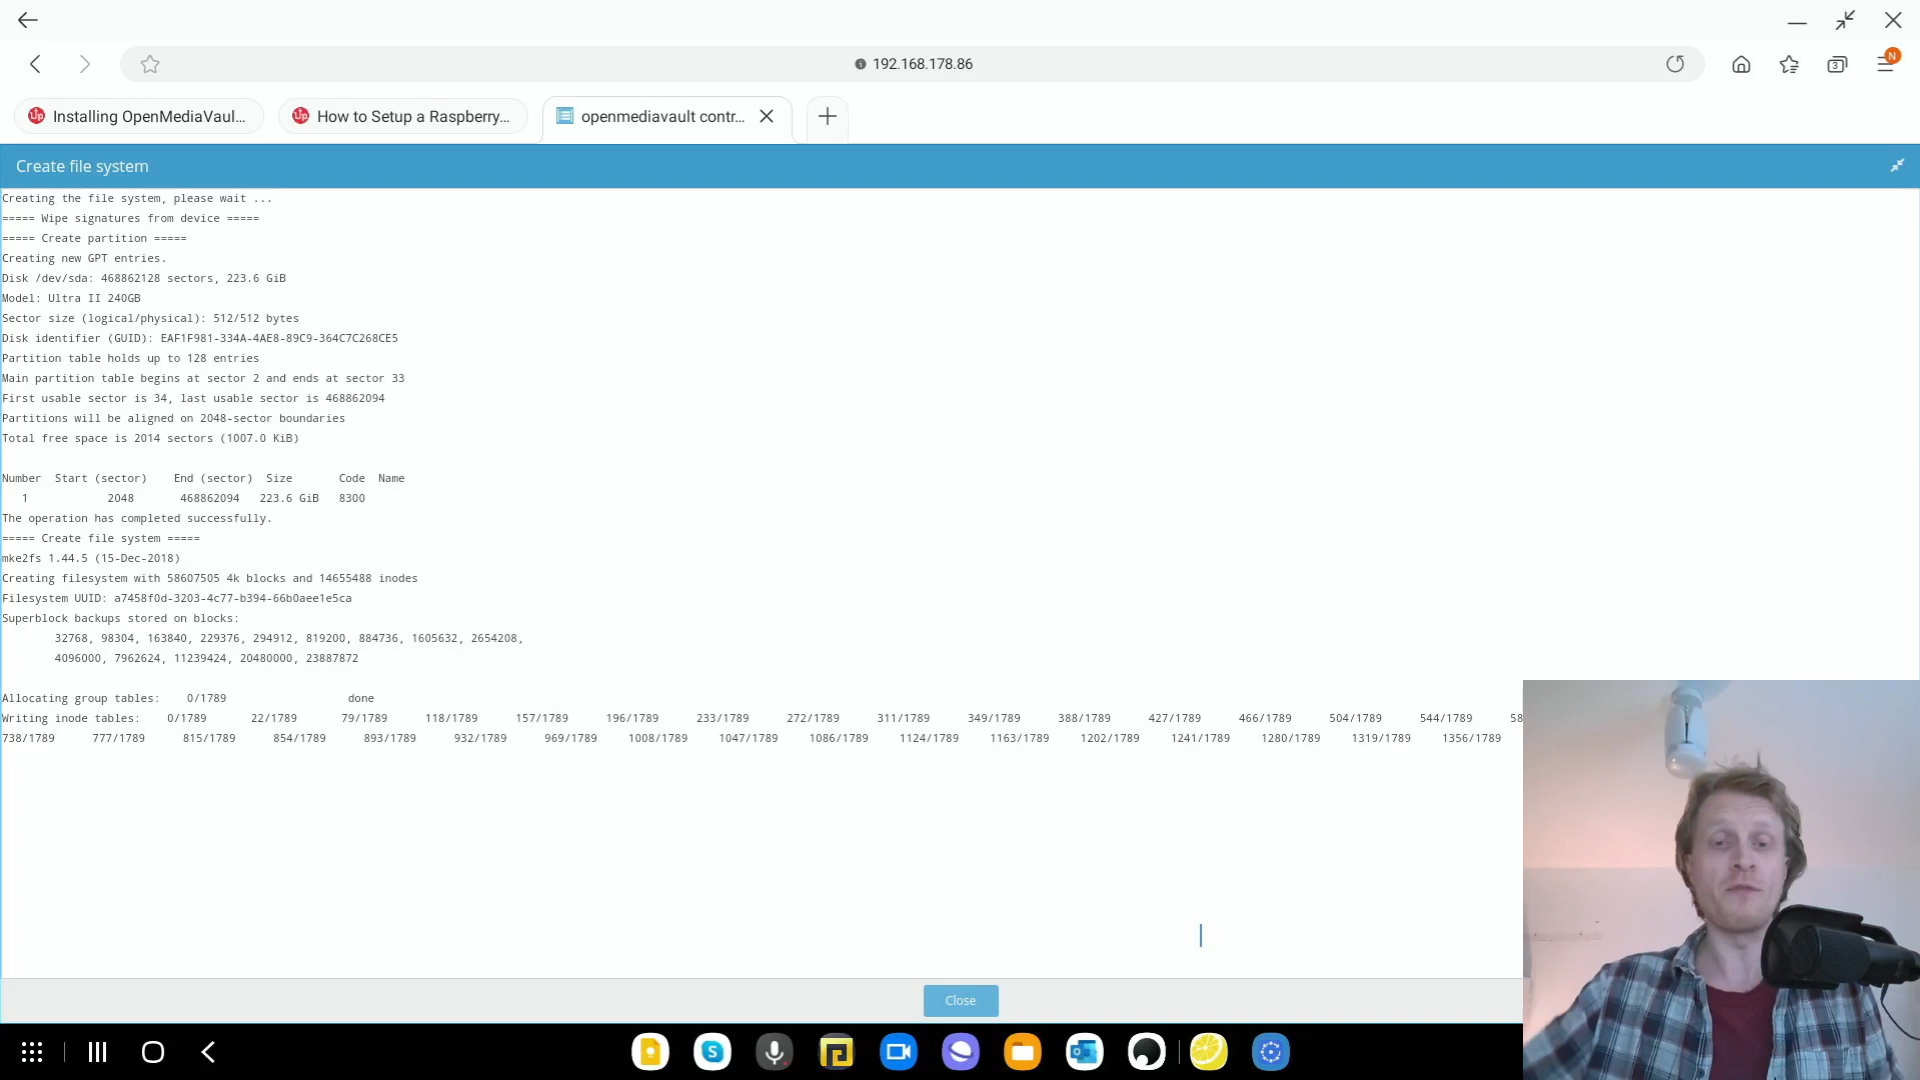 192.168.178.86
3
N
Up Installing OpenMediaVaul...
Up How to Setup a Raspberry...
openmediavault contr...
Create file system
Creating the file system, please wait ...
===== Wipe signatures from device =====
===== Create partition =====
Creating new GPT entries.
Disk /dev/sda: 468862128 sectors, 223.6 GiB
Model: Ultra II 240GB
Sector size (logical/physical): 512/512 bytes
Disk identifier (GUID): EAF1F981-334A-4AE8-89C9-364C7C268CE5
Partition table holds up to 128 entries
Main partition table begins at sector 2 and ends at sector 33
First usable sector is 34, last usable sector is 468862094
Partitions will be aligned on 2048-sector boundaries
Total free space is 2014 sectors (1007.0 KiB)
Number Start (sector) End (sector) Size Code Name
1 2048 468862094 223.6 GiB 8300
The operation has completed successfully.
===== Create file system =====
mke2fs 1.44.5 (15-Dec-2018)
Creating filesystem with 58607505 4k blocks and 14655488 inodes
Filesystem UUID: a7458f0d-3203-4c77-b394-66b0aee1e5ca
Superblock backups stored on blocks:
32768, 98304, 163840, 229376, 294912, 819200, 884736, 1605632, 2654208,
4096000, 7962624, 11239424, 20480000, 23887872
Allocating group tables: 0/1789 done
Writing inode tables: 0/1789 22/1789 79/1789 118/1789 157/1789 196/1789 233/1789 272/1789 311/1789 349/1789 388/1789 427/1789 466/1789 504/1789 544/1789 58
738/1789 777/1789 815/1789 854/1789 893/1789 932/1789 969/1789 1008/1789 1047/1789 1086/1789 1124/1789 1163/1789 1202/1789 1241/1789 1280/1789 1319/1789 1356/1789
Close
S